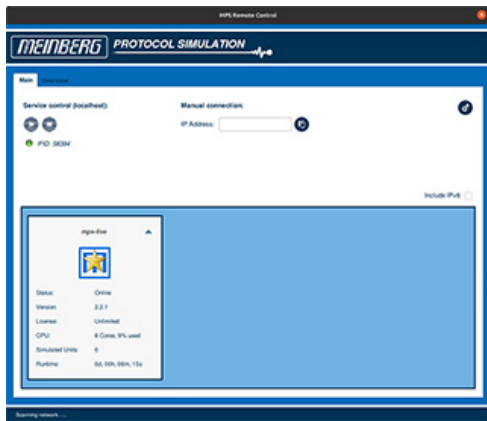 MPS Remote Control
MEINBERG PROTOCOL SIMULATION
Main Overview
Service control (localhost): Manual connection:
IP Address:
PID: 58394
Include IPv6
mps-live
Status: Online
Version: 2.2.1
License: Unlimited
CPU: 8 Cores, 9% used
Simulated Units: 0
Runtime: 0d, 00h, 08m, 15s
Scanning network.....